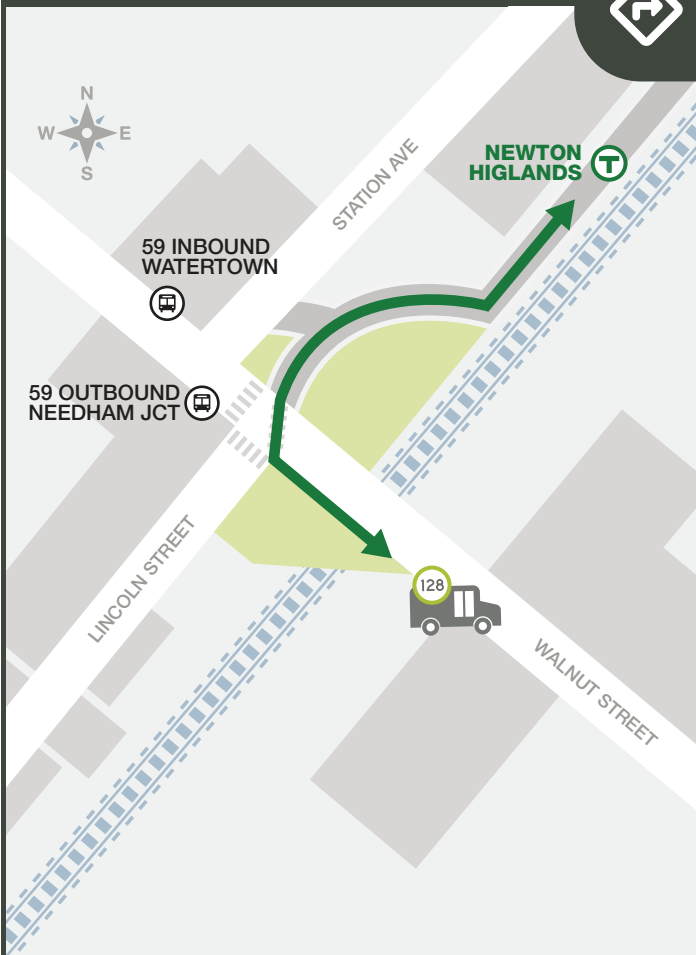 N
W E
S
STATION AVE
NEWTON
HIGLANDS T
59 INBOUND
WATERTOWN
59 OUTBOUND
NEEDHAM JCT
LINCOLN STREET
128
WALNUT STREET